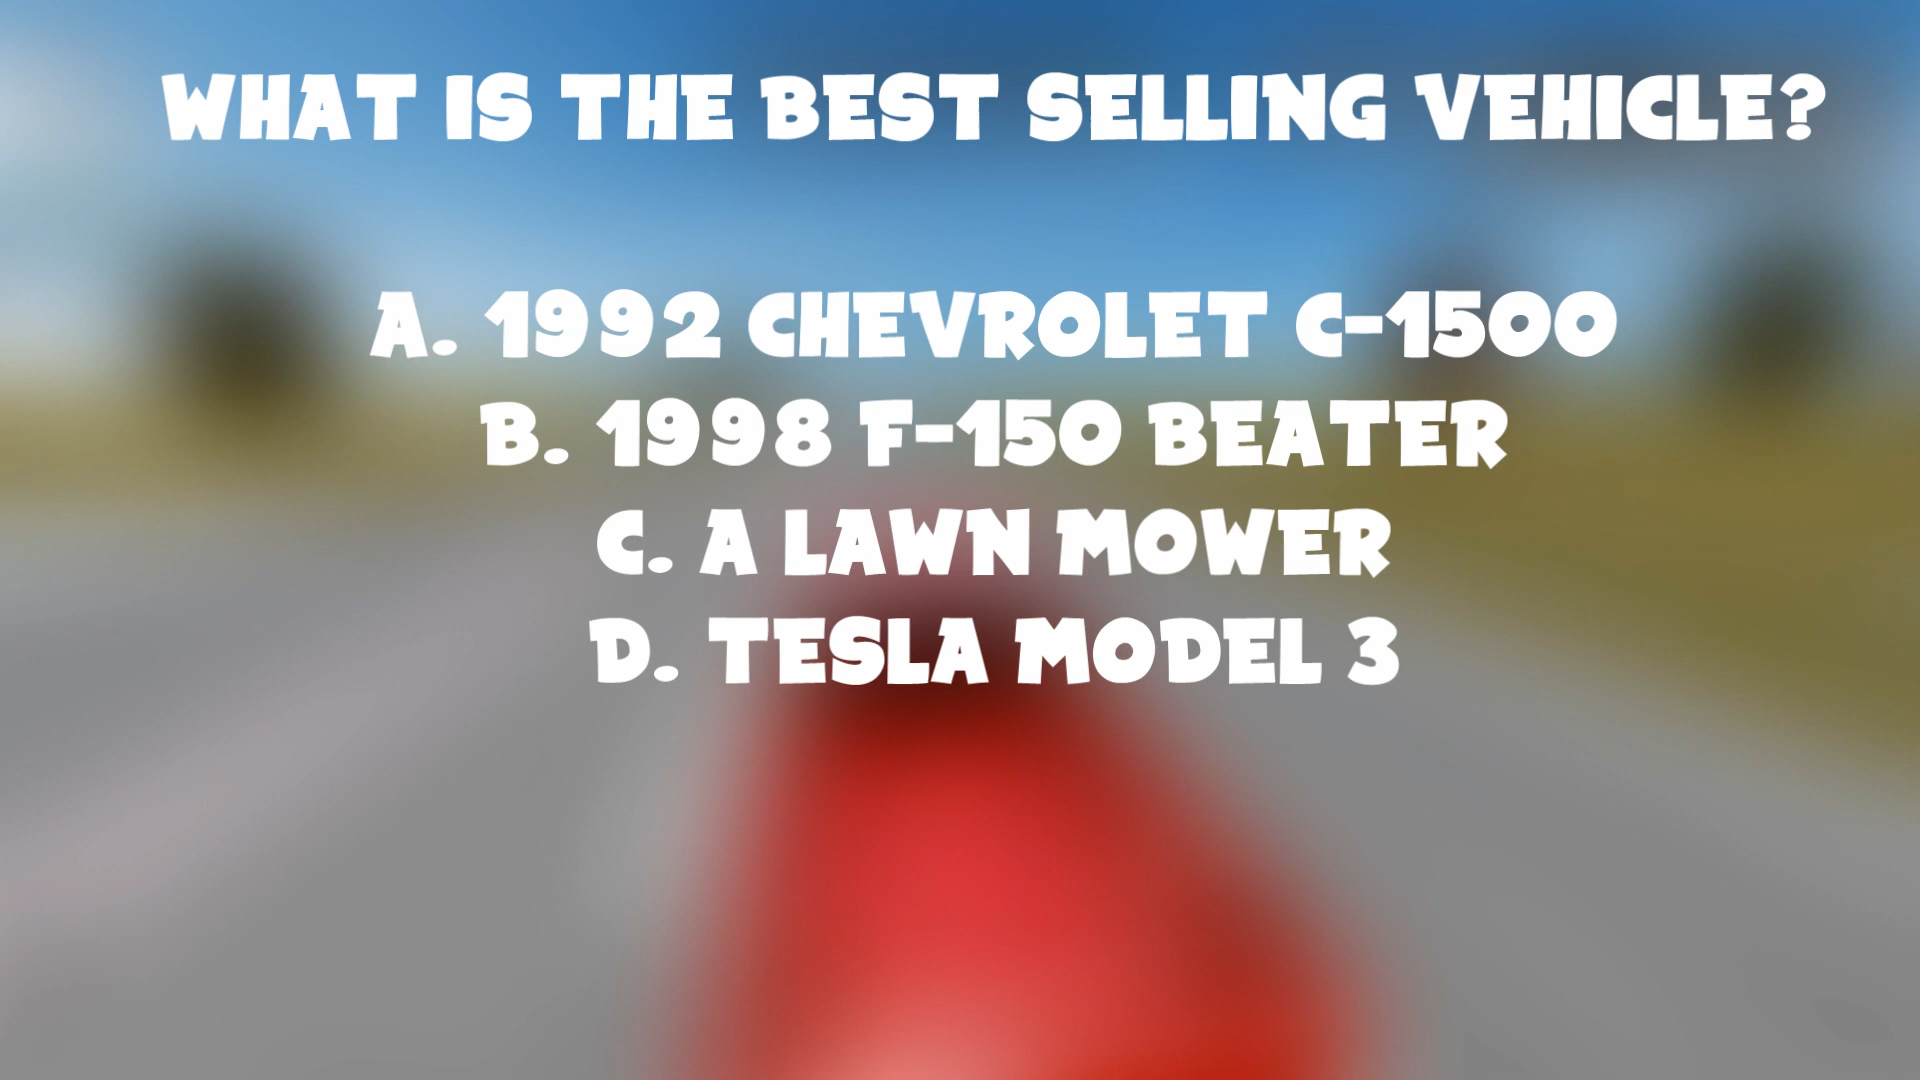 WHAT IS THE BEST SELLING VEHICLE?
A. 1992 CHEVROLET C-1500
B. 1998 F-150 BEATER
C. A LAWN MOWER
D. TESLA MODEL 3